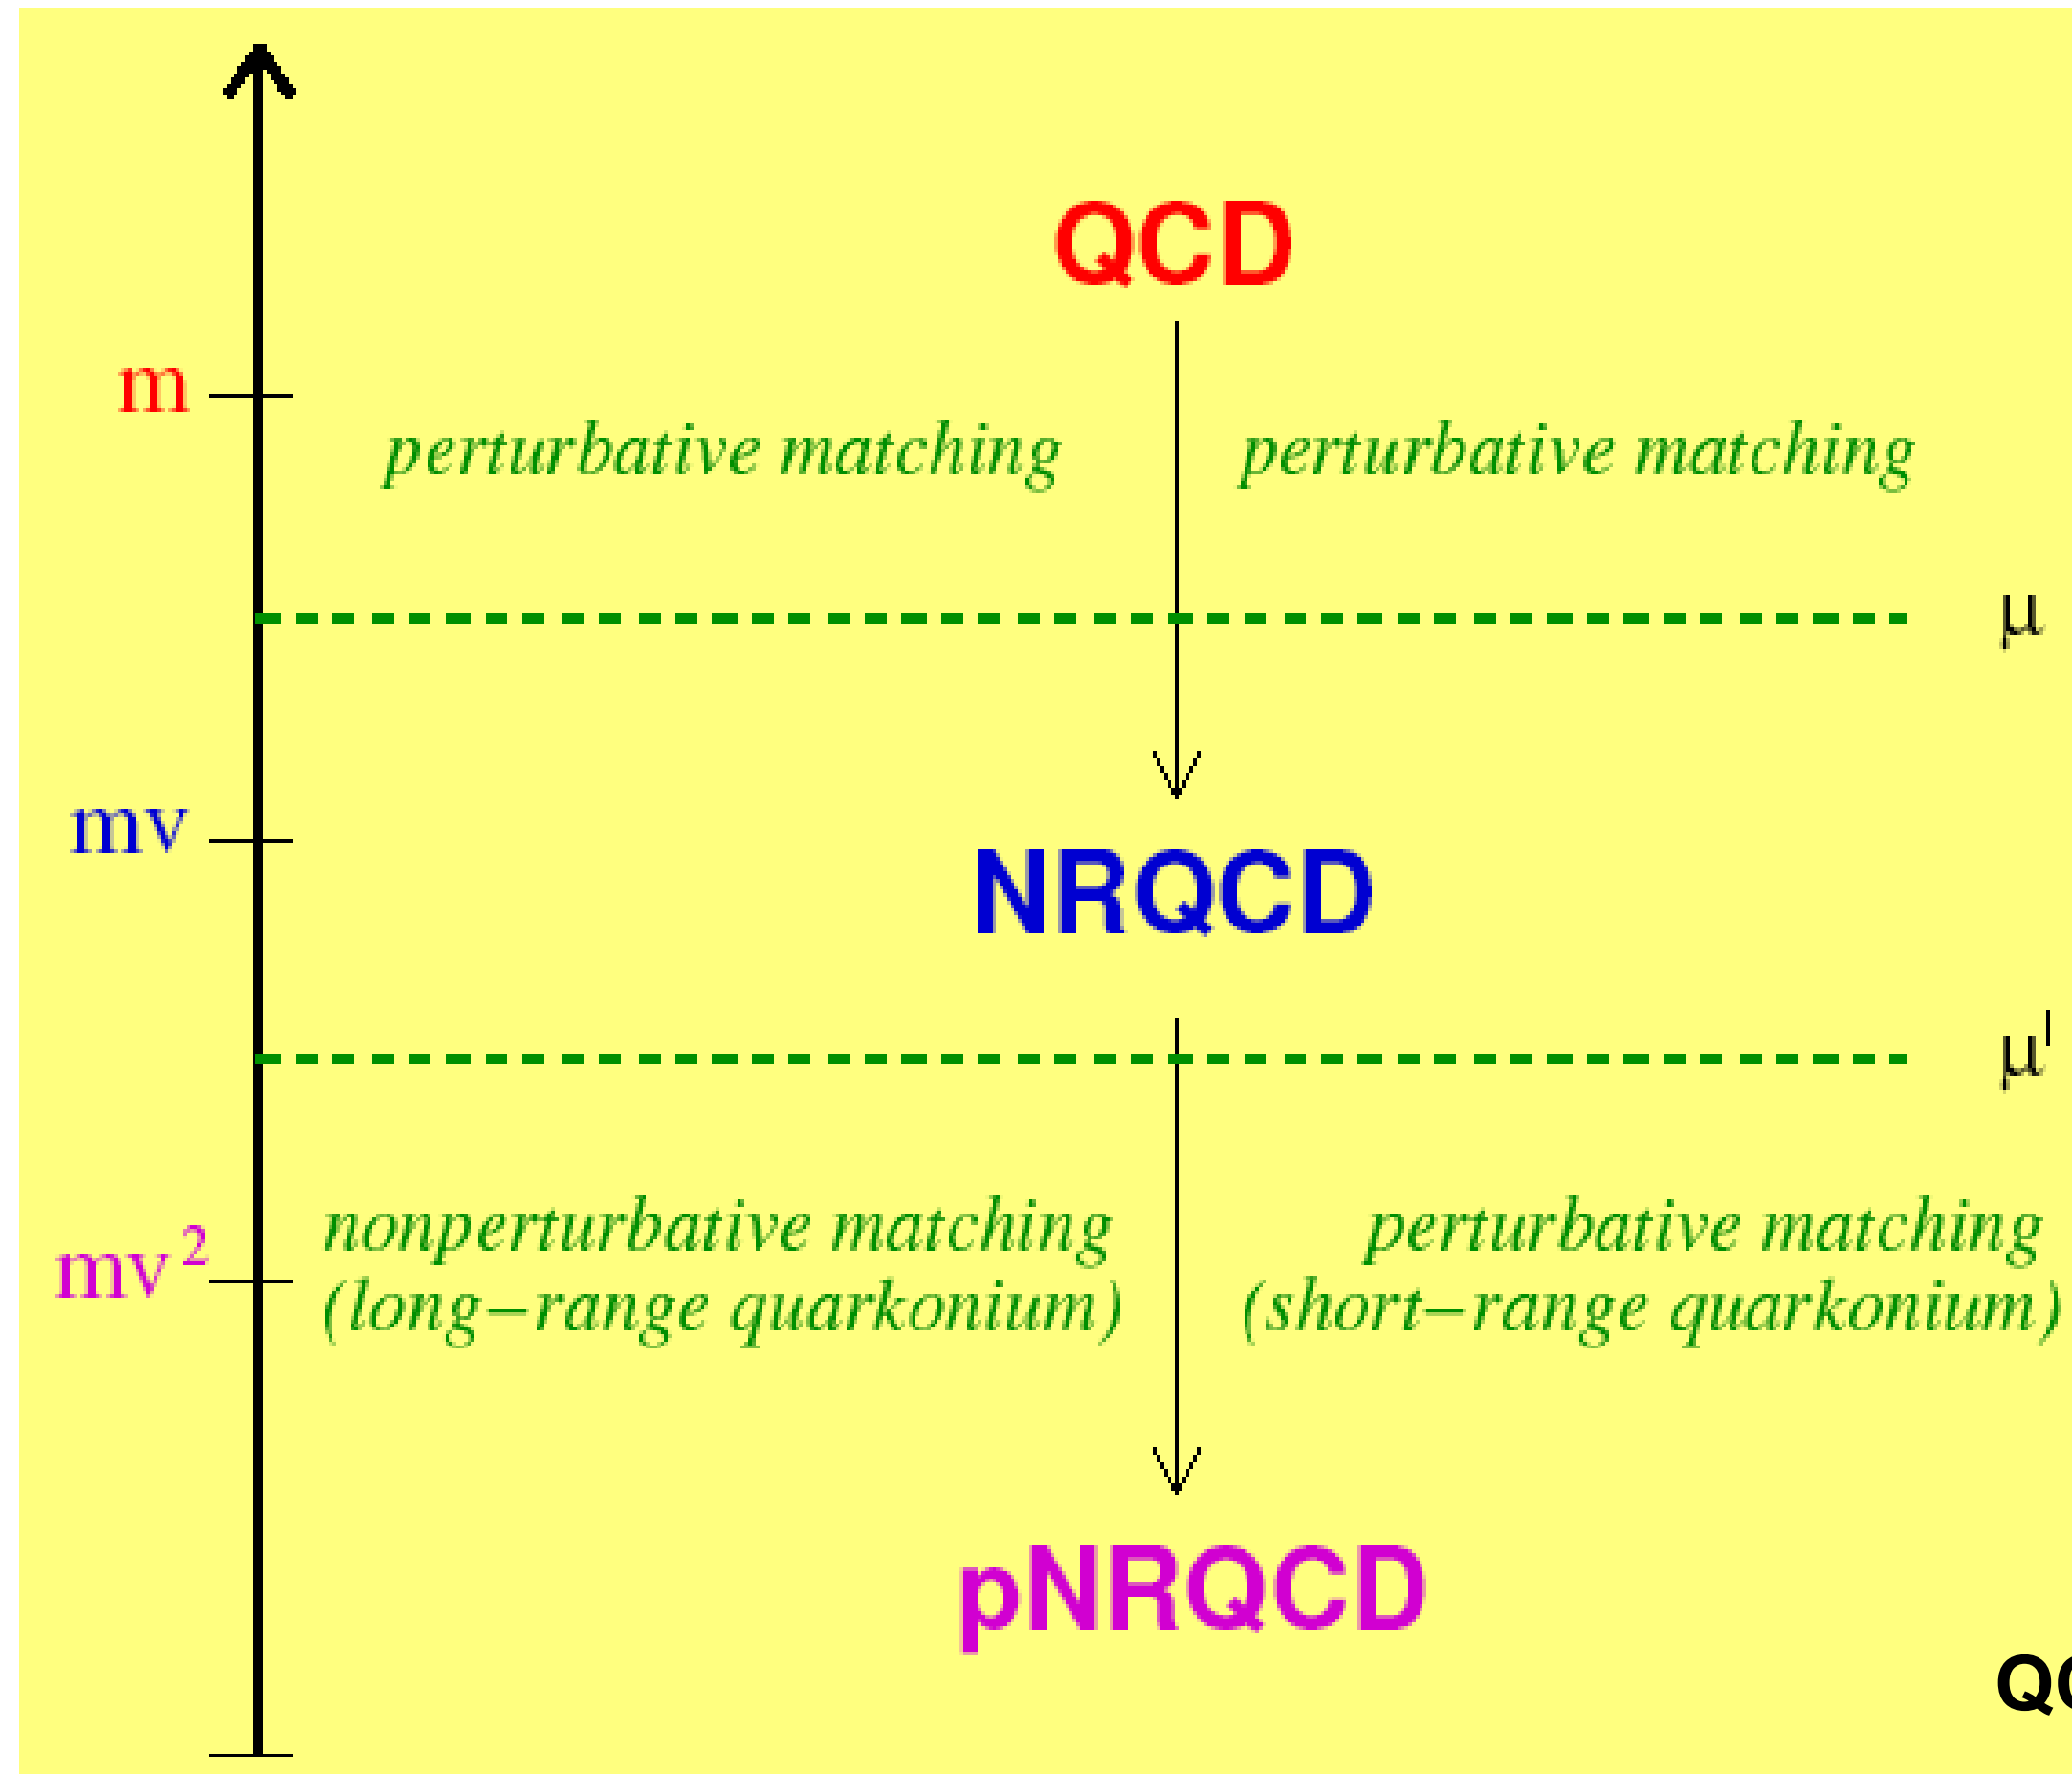 QCD
m
perturbative matching perturbative matching
μ
mv
NRQCD
μ'
nonperturbative matching perturbative matching
mv²
(long–range quarkonium) (short–range quarkonium)
pNRQCD